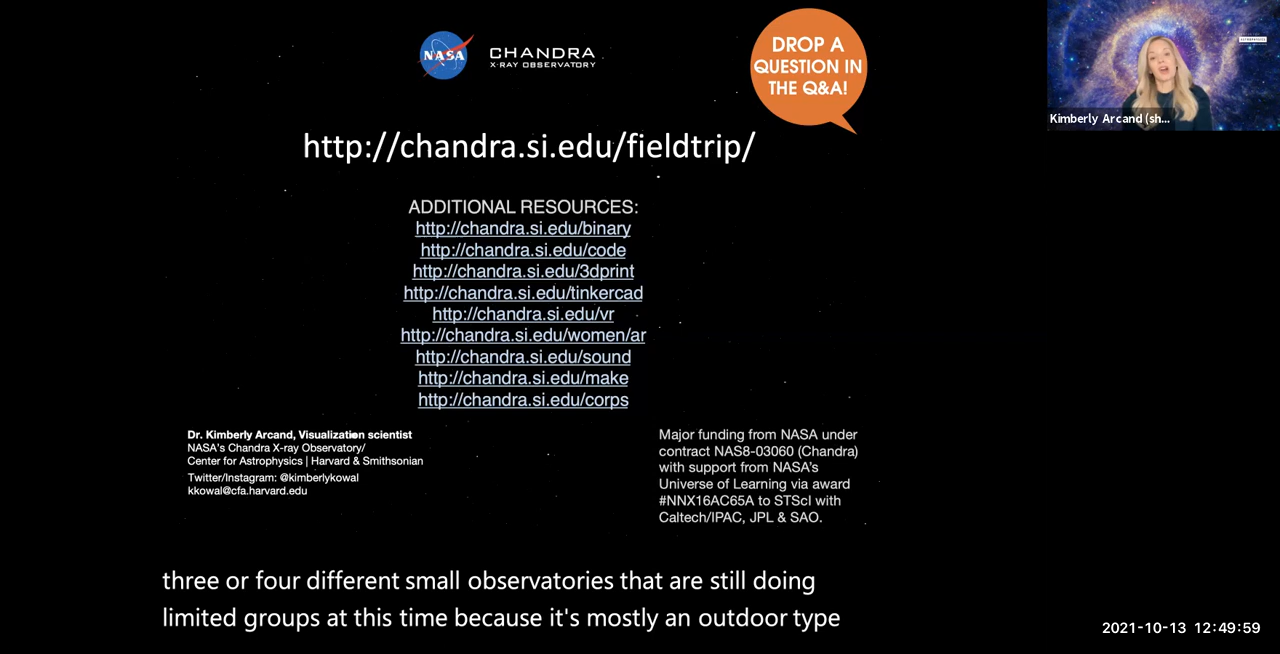 NASA
CHANDRA
X-RAY OBSERVATORY
DROP A
QUESTION IN
THE Q&A!
Kimberly Arcand (sh...
http://chandra.si.edu/fieldtrip/
ADDITIONAL RESOURCES:
http://chandra.si.edu/binary
http://chandra.si.edu/code
http://chandra.si.edu/3dprint
http://chandra.si.edu/tinkercad
http://chandra.si.edu/vr
http://chandra.si.edu/women/ar
http://chandra.si.edu/sound
http://chandra.si.edu/make
http://chandra.si.edu/corps
Dr. Kimberly Arcand, Visualization scientist
NASA's Chandra X-ray Observatory/
Center for Astrophysics | Harvard & Smithsonian
Twitter/Instagram: @kimberlykowal
kkowal@cfa.harvard.edu
Major funding from NASA under
contract NAS8-03060 (Chandra)
with support from NASA's
Universe of Learning via award
#NNX16AC65A to STScI with
Caltech/IPAC, JPL & SAO.
three or four different small observatories that are still doing
limited groups at this time because it's mostly an outdoor type
2021-10-13 12:49:59